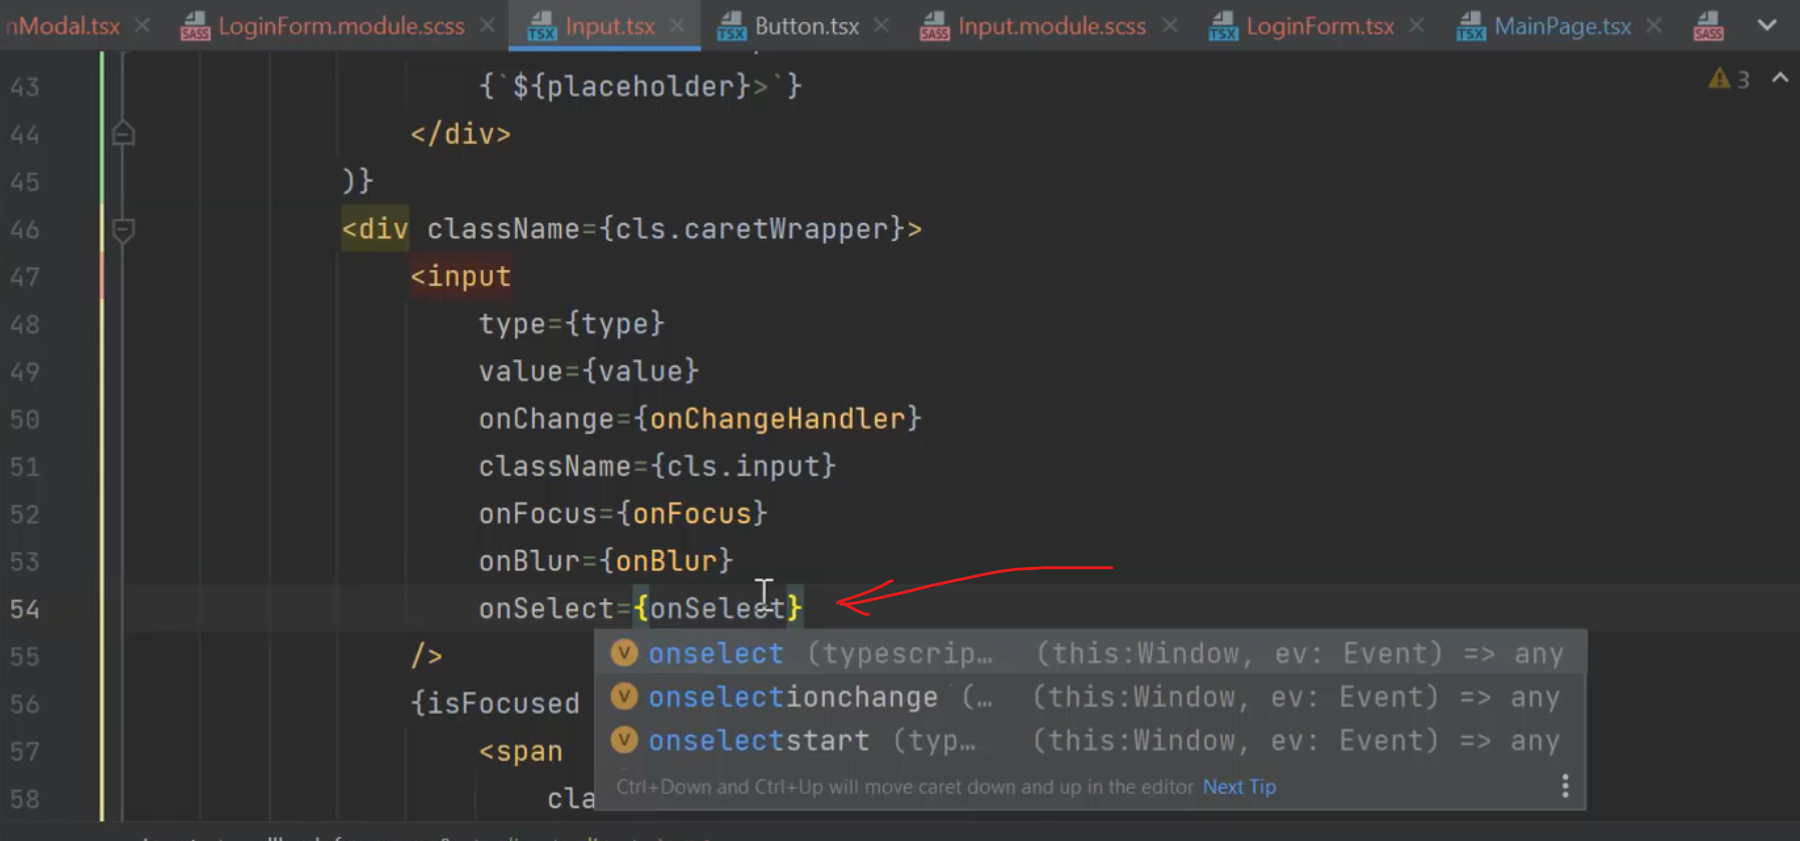 nModal.tsx LoginForm.module.scss Input.tsx Button.tsx Input.module.scss LoginForm.tsx MainPage.tsx
43 {`${placeholder}>`}
3
44 </div>
45 )}
46 <div className={cls.caretWrapper}>
47 <input
48 type={type}
49 value={value}
50 onChange={onChangeHandler}
51 className={cls.input}
52 onFocus={onFocus}
53 onBlur={onBlur}
54 onSelect={onSelect}
55 />
onselect (typescrip… (this:Window, ev: Event) => any
56 {isFocused
onselectionchange (… (this:Window, ev: Event) => any
57 <span
onselectstart (typ… (this:Window, ev: Event) => any
58 cla
Ctrl+Down and Ctrl+Up will move caret down and up in the editor Next Tip